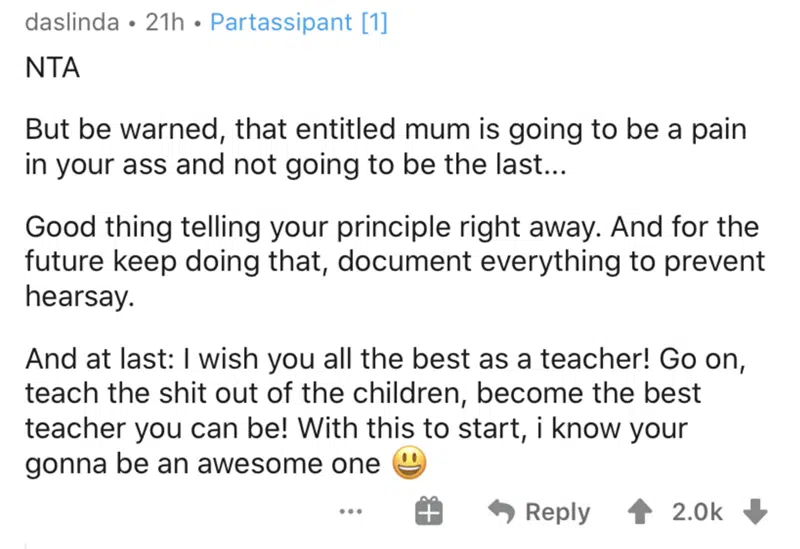 daslinda • 21h • Partassipant [1]
NTA
But be warned, that entitled mum is going to be a pain
in your ass and not going to be the last...
Good thing telling your principle right away. And for the
future keep doing that, document everything to prevent
hearsay.
And at last: I wish you all the best as a teacher! Go on,
teach the shit out of the children, become the best
teacher you can be! With this to start, i know your
gonna be an awesome one 😃
... Reply 2.0k